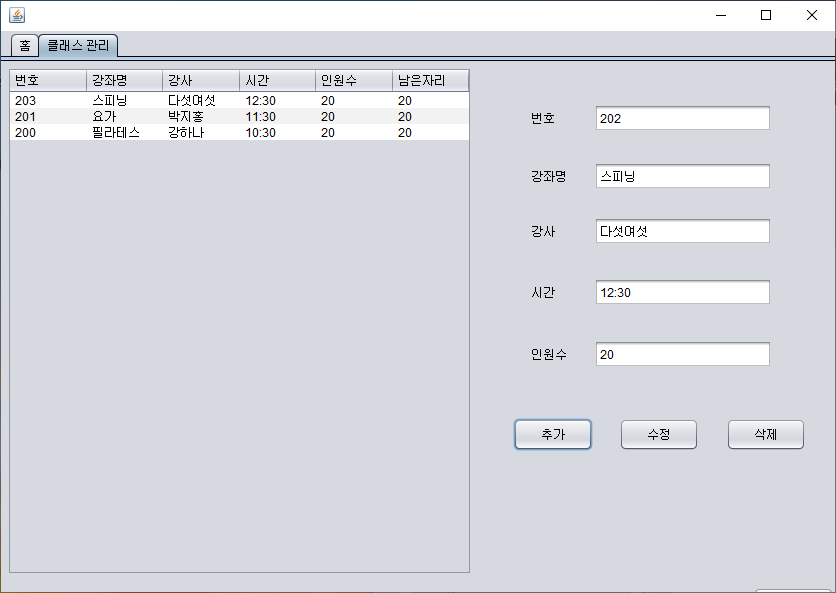 홈 클래스 관리
번호 강좌명 강사 시간 인원수 남은자리
203 스피닝 다섯여섯 12:30 20 20
201 요가 박지홍 11:30 20 20
200 필라테스 강하나 10:30 20 20
번호 202
강좌명 스피닝
강사 다섯여섯
시간 12:30
인원수 20
추가 수정 삭제